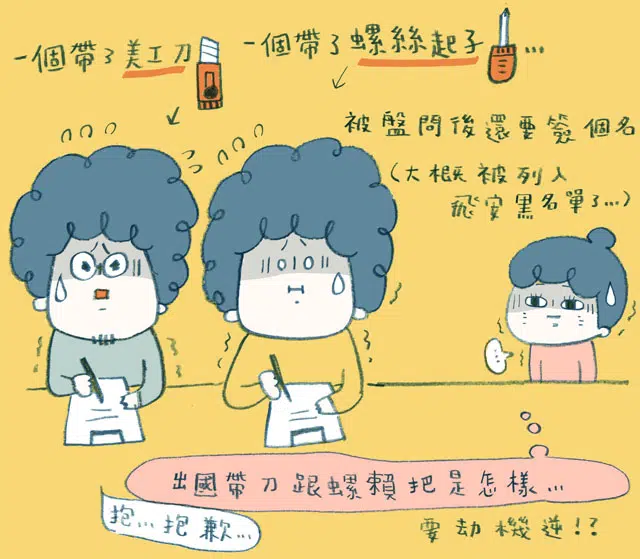 一個帶了美工刀
一個帶了螺絲起子...
被盤問後還要簽個名
(大概被列入
飛安黑名單了...)
出國帶刀跟螺賴把是怎樣...
抱...抱歉...
要劫機逆!?